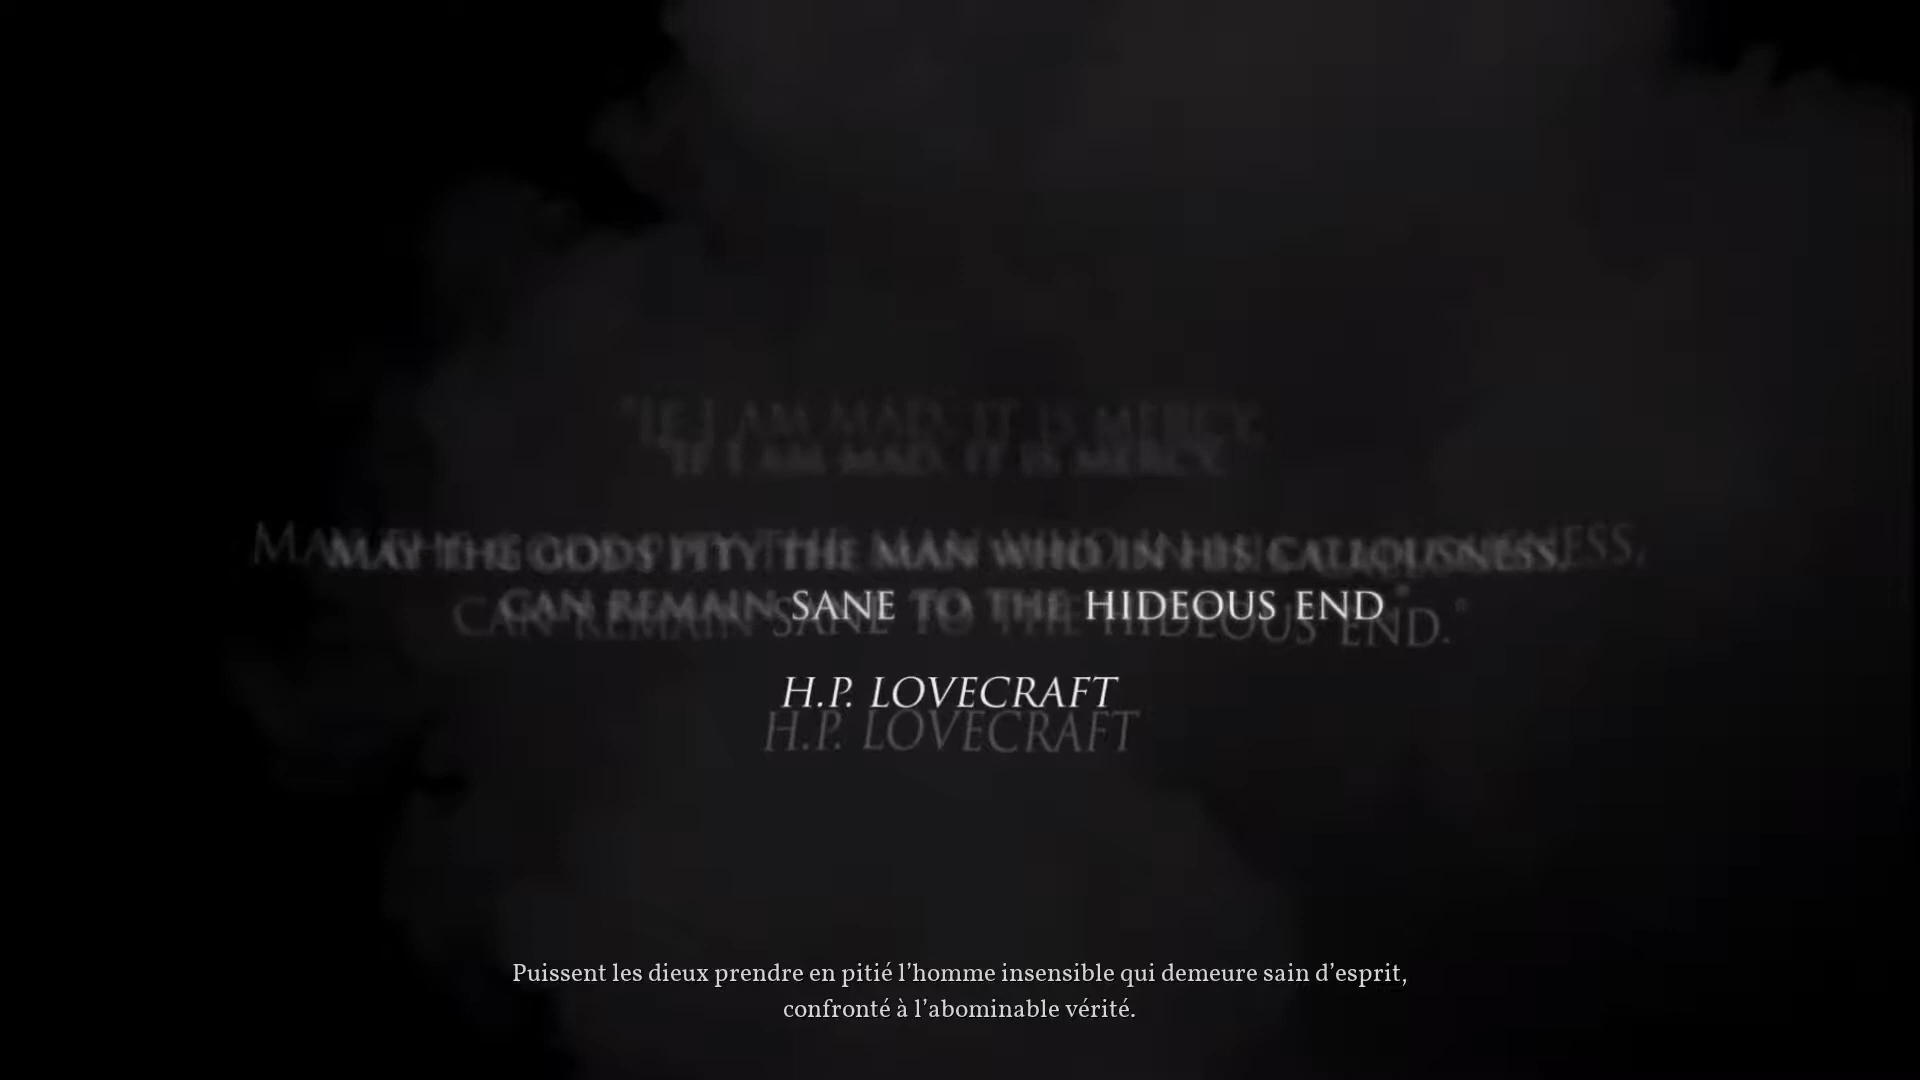 "IF I AM MAD, IT IS MERCY.
MAY THE GODS PITY THE MAN WHO IN HIS CALLOUSNESS,
CAN REMAIN SANE TO THE HIDEOUS END."
H.P. LOVECRAFT
H.P. LOVECRAFT
Puissent les dieux prendre en pitié l’homme insensible qui demeure sain d’esprit,
confronté à l’abominable vérité.